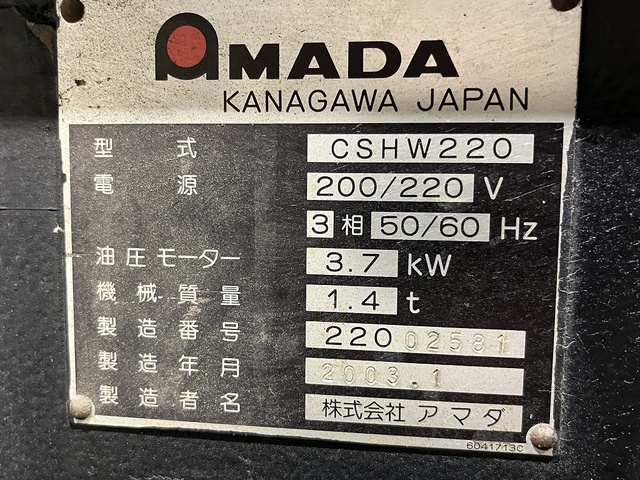 AMADA
KANAGAWA JAPAN
型式 CSHW220
電源 200/220 V
3 相 50/60 Hz
油圧モーター 3.7 kW
機械質量 1.4 t
製造番号 22002581
製造年月 2003.1
製造者名 株式会社 アマダ
6041713C